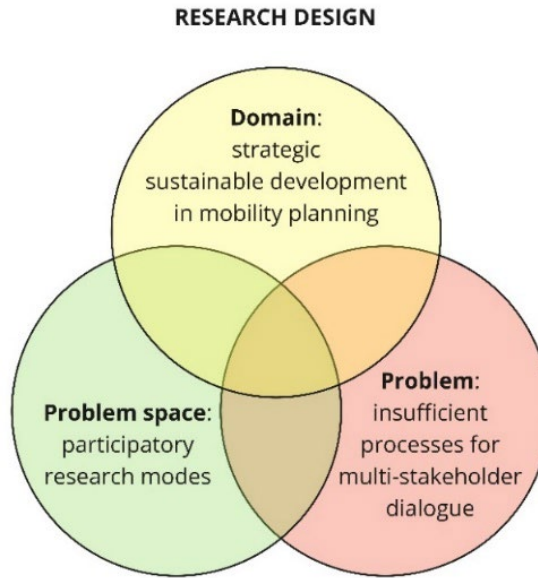 RESEARCH DESIGN
Domain:
strategic
sustainable development
in mobility planning
Problem space:
participatory
research modes
Problem:
insufficient
processes for
multi-stakeholder
dialogue